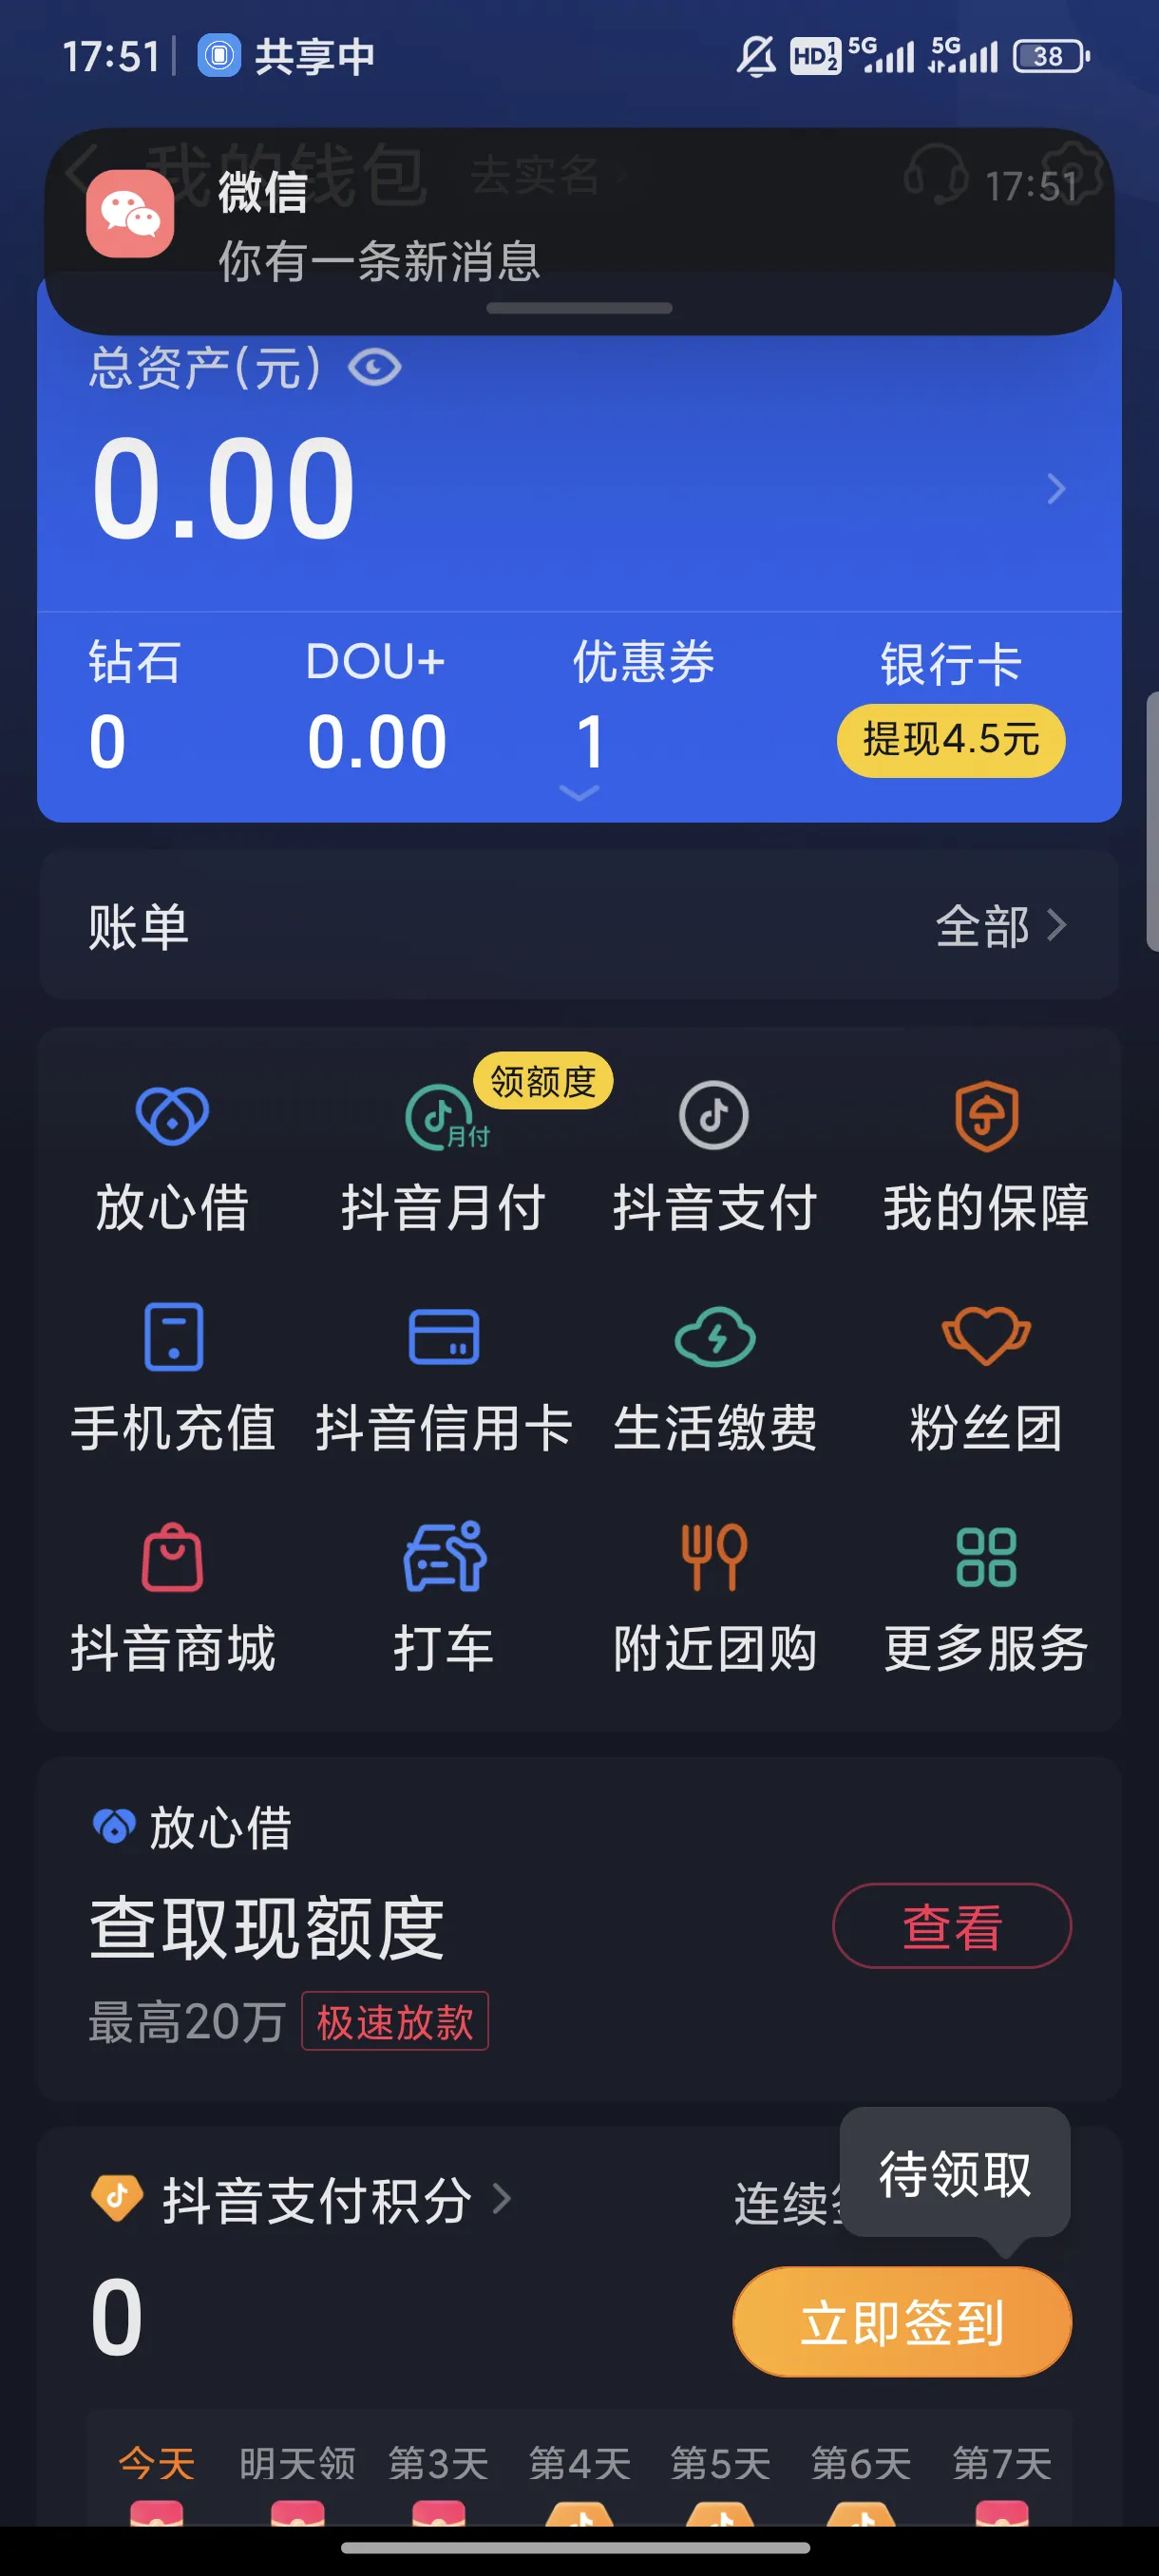 17:51 共享中 HD 1 2 5G 5G 38
我的钱包 去实名
微信 17:51
你有一条新消息
总资产(元)
0.00
钻石 DOU+ 优惠券 银行卡
0 0.00 1 提现4.5元
账单 全部
领额度
月付
放心借 抖音月付 抖音支付 我的保障
手机充值 抖音信用卡 生活缴费 粉丝团
抖音商城 打车 附近团购 更多服务
放心借
查取现额度 查看
最高20万 极速放款
待领取
抖音支付积分 连续
0 立即签到
今天 明天领 第3天 第4天 第5天 第6天 第7天